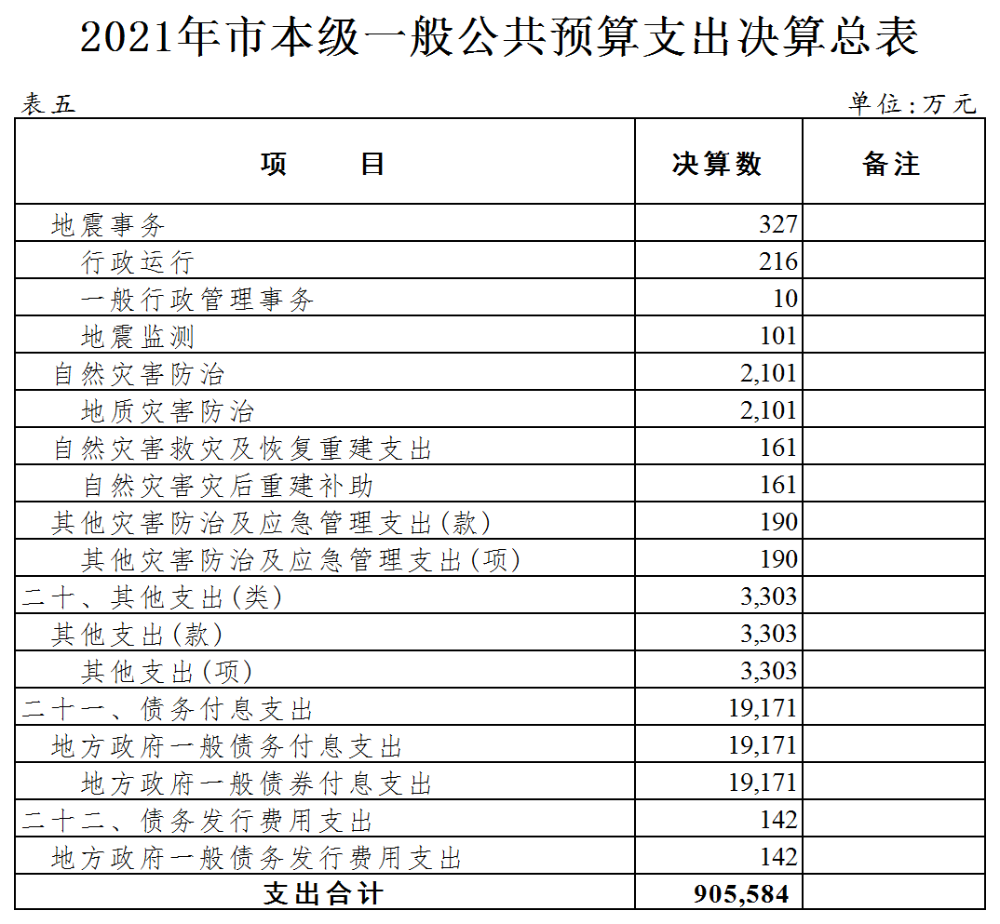 2021年市本级一般公共预算支出决算总表
表五 单位:万元
项 目 决算数 备注
地震事务 327
行政运行 216
一般行政管理事务 10
地震监测 101
自然灾害防治 2,101
地质灾害防治 2,101
自然灾害救灾及恢复重建支出 161
自然灾害灾后重建补助 161
其他灾害防治及应急管理支出(款) 190
其他灾害防治及应急管理支出(项) 190
二十、其他支出(类) 3,303
其他支出(款) 3,303
其他支出(项) 3,303
二十一、债务付息支出 19,171
地方政府一般债务付息支出 19,171
地方政府一般债券付息支出 19,171
二十二、债务发行费用支出 142
地方政府一般债务发行费用支出 142
支出合计 905,584